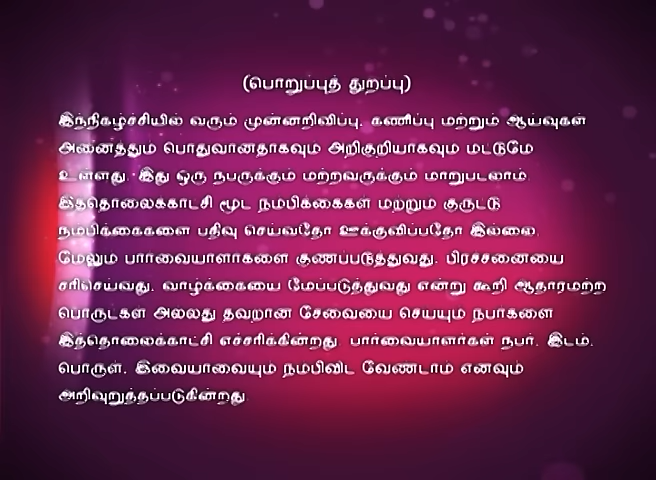 (பொறுப்புத் துறப்பு)
இந்நிகழ்ச்சியில் வரும் முன்னறிவிப்பு, கணிப்பு மற்றும் ஆய்வுகள்
அனைத்தும் பொதுவானதாகவும் அறிகுறியாகவும் மட்டுமே
உள்ளது. இது ஒரு நபருக்கும் மற்றவருக்கும் மாறுபடலாம்.
இத்தொலைக்காட்சி மூட நம்பிக்கைகள் மற்றும் குருட்டு
நம்பிக்கைகளை பதிவு செய்வதோ ஊக்குவிப்பதோ இல்லை.
மேலும் பார்வையாளர்களை குணப்படுத்துவது, பிரச்சனையை
சரிசெய்வது, வாழ்க்கையை மேம்படுத்துவது என்று கூறி ஆதாரமற்ற
பொருட்கள் அல்லது தவறான சேவையை செய்யும் நபர்களை
இந்தொலைக்காட்சி எச்சரிக்கின்றது. பார்வையாளர்கள் நபர், இடம்,
பொருள், இவையாவையும் நம்பிவிட வேண்டாம் எனவும்
அறிவுறுத்தப்படுகின்றது.